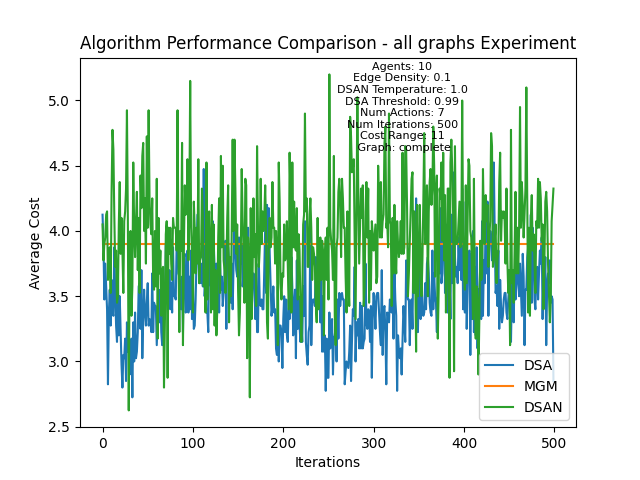 Algorithm Performance Comparison - all graphs Experiment
Agents: 10
Edge Density: 0.1
DSAN Temperature: 1.0
DSA Threshold: 0.99
Num Actions: 7
Num Iterations: 500
Cost Range: 11
Graph: complete
Average Cost
5.0
4.5
4.0
3.5
3.0
2.5
DSA
MGM
DSAN
0
100
200
300
400
500
Iterations